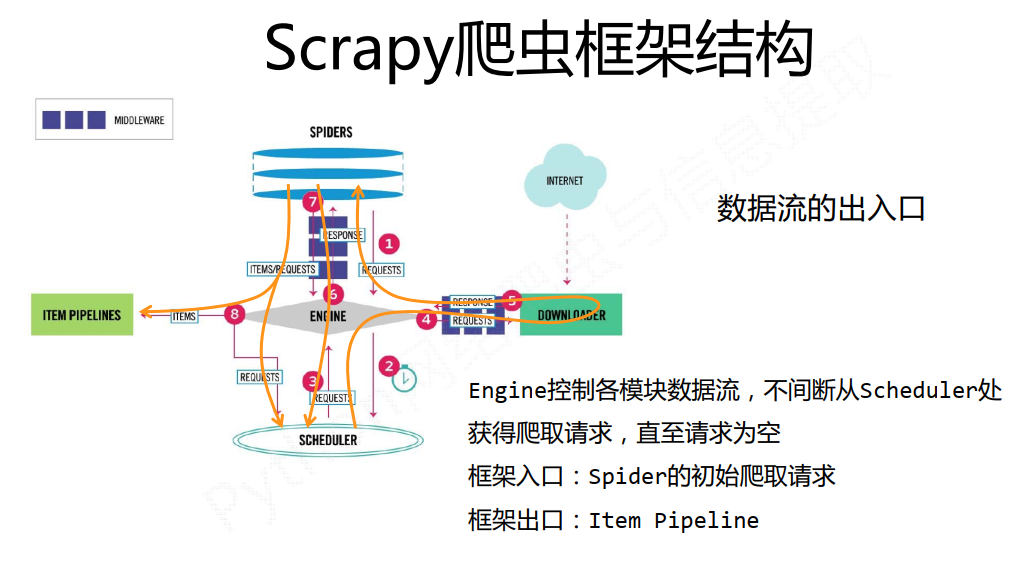 Scrapy爬虫框架结构
MIDDLEWARE
SPIDERS
INTERNET
数据流的出入口
7
RESPONSE
1
ITEMS/REQUESTS
REQUESTS
6
ITEM PIPELINES
ITEMS
8
ENGINE
4
RESPONSE
5
REQUESTS
DOWNLOADER
2
REQUESTS
3
REQUESTS
SCHEDULER
Engine控制各模块数据流，不间断从Scheduler处
获得爬取请求，直至请求为空
框架入口：Spider的初始爬取请求
框架出口：Item Pipeline